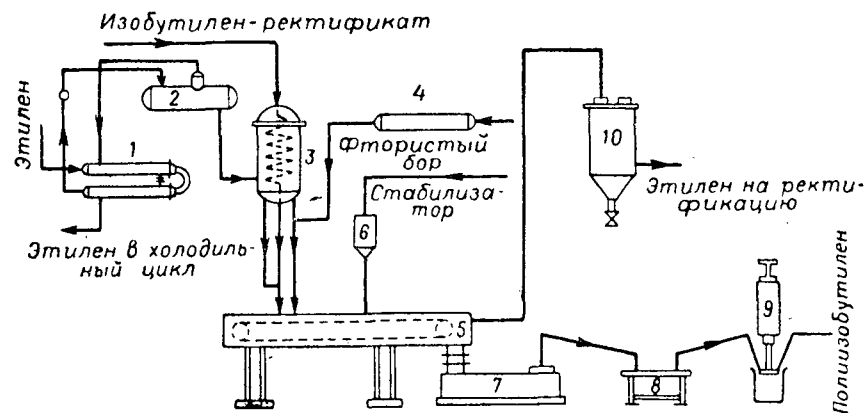 Изобутилен-ректификат
Этилен
1
2
3
4
Фтористый
бор
Стабилиза-
тор
Этилен в холодиль-
ный цикл
5
6
7
8
9
10
Этилен на ректи-
фикацию
Полиизобутилен